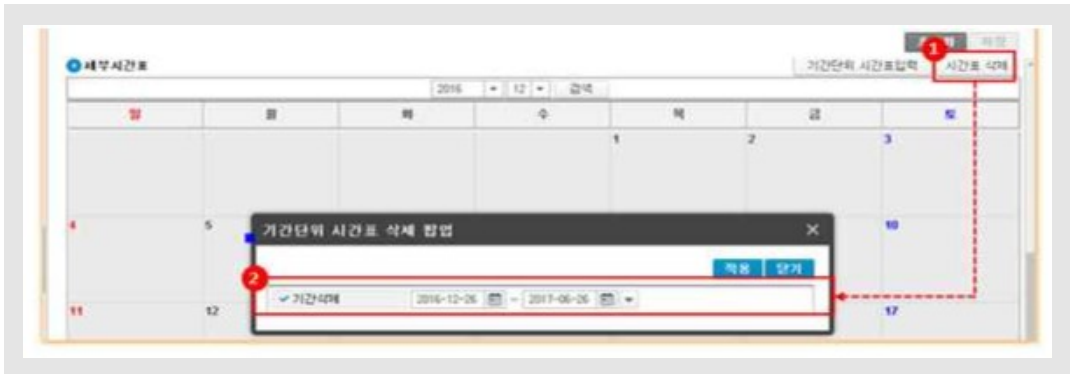 1
저장
세부시간표
기간단위 시간표입력
시간표 삭제
2016 12 검색
일 월 화 수 목 금 토
1 2 3
4 5 10
기간단위 시간표 삭제 팝업
적용 닫기
2
기간삭제 2016-12-26 ~ 2017-06-26
11 12 17